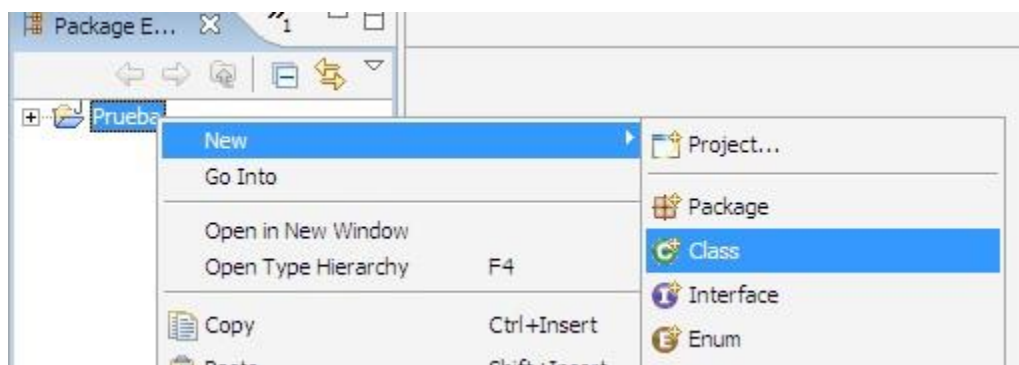 Package E...
1
Prueba
New
Go Into
Open in New Window
Open Type Hierarchy F4
Copy Ctrl+Insert
Project...
Package
Class
Interface
Enum